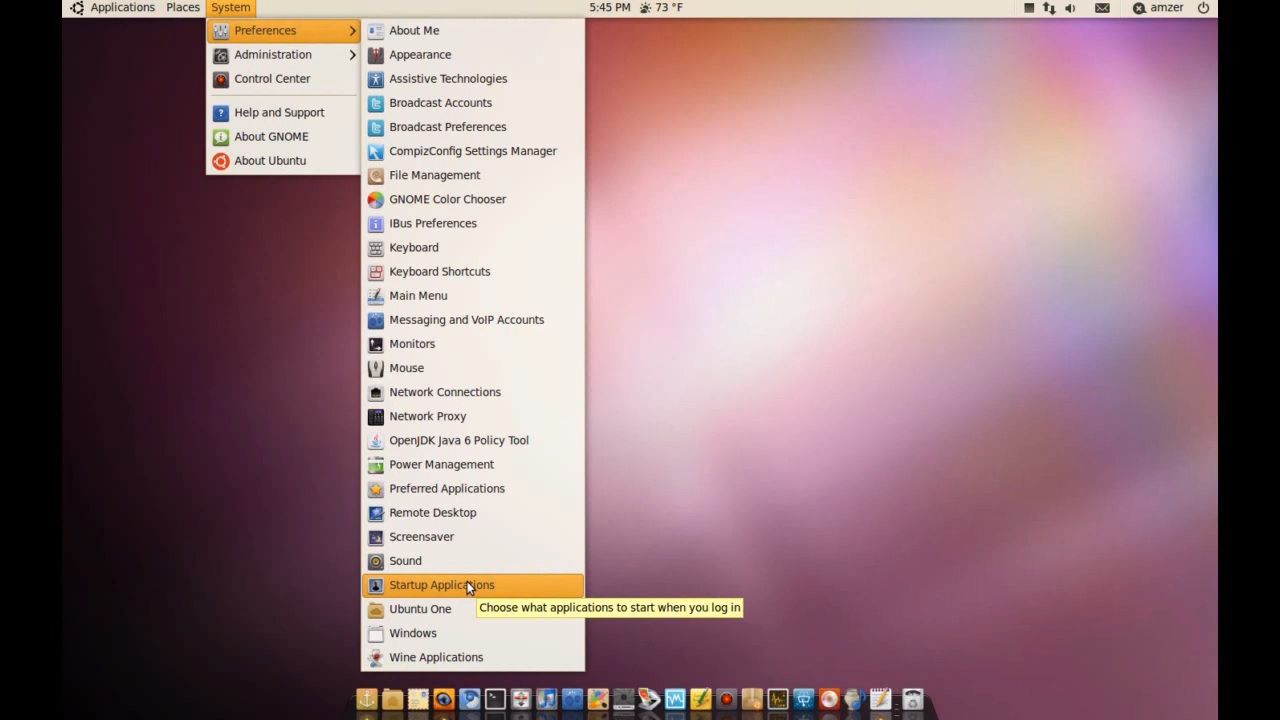 Applications Places System 5:45 PM 73 °F amzer
Preferences
Administration
Control Center
Help and Support
About GNOME
About Ubuntu
About Me
Appearance
Assistive Technologies
Broadcast Accounts
Broadcast Preferences
CompizConfig Settings Manager
File Management
GNOME Color Chooser
IBus Preferences
Keyboard
Keyboard Shortcuts
Main Menu
Messaging and VoIP Accounts
Monitors
Mouse
Network Connections
Network Proxy
OpenJDK Java 6 Policy Tool
Power Management
Preferred Applications
Remote Desktop
Screensaver
Sound
Startup Applications
Ubuntu One
Choose what applications to start when you log in
Windows
Wine Applications